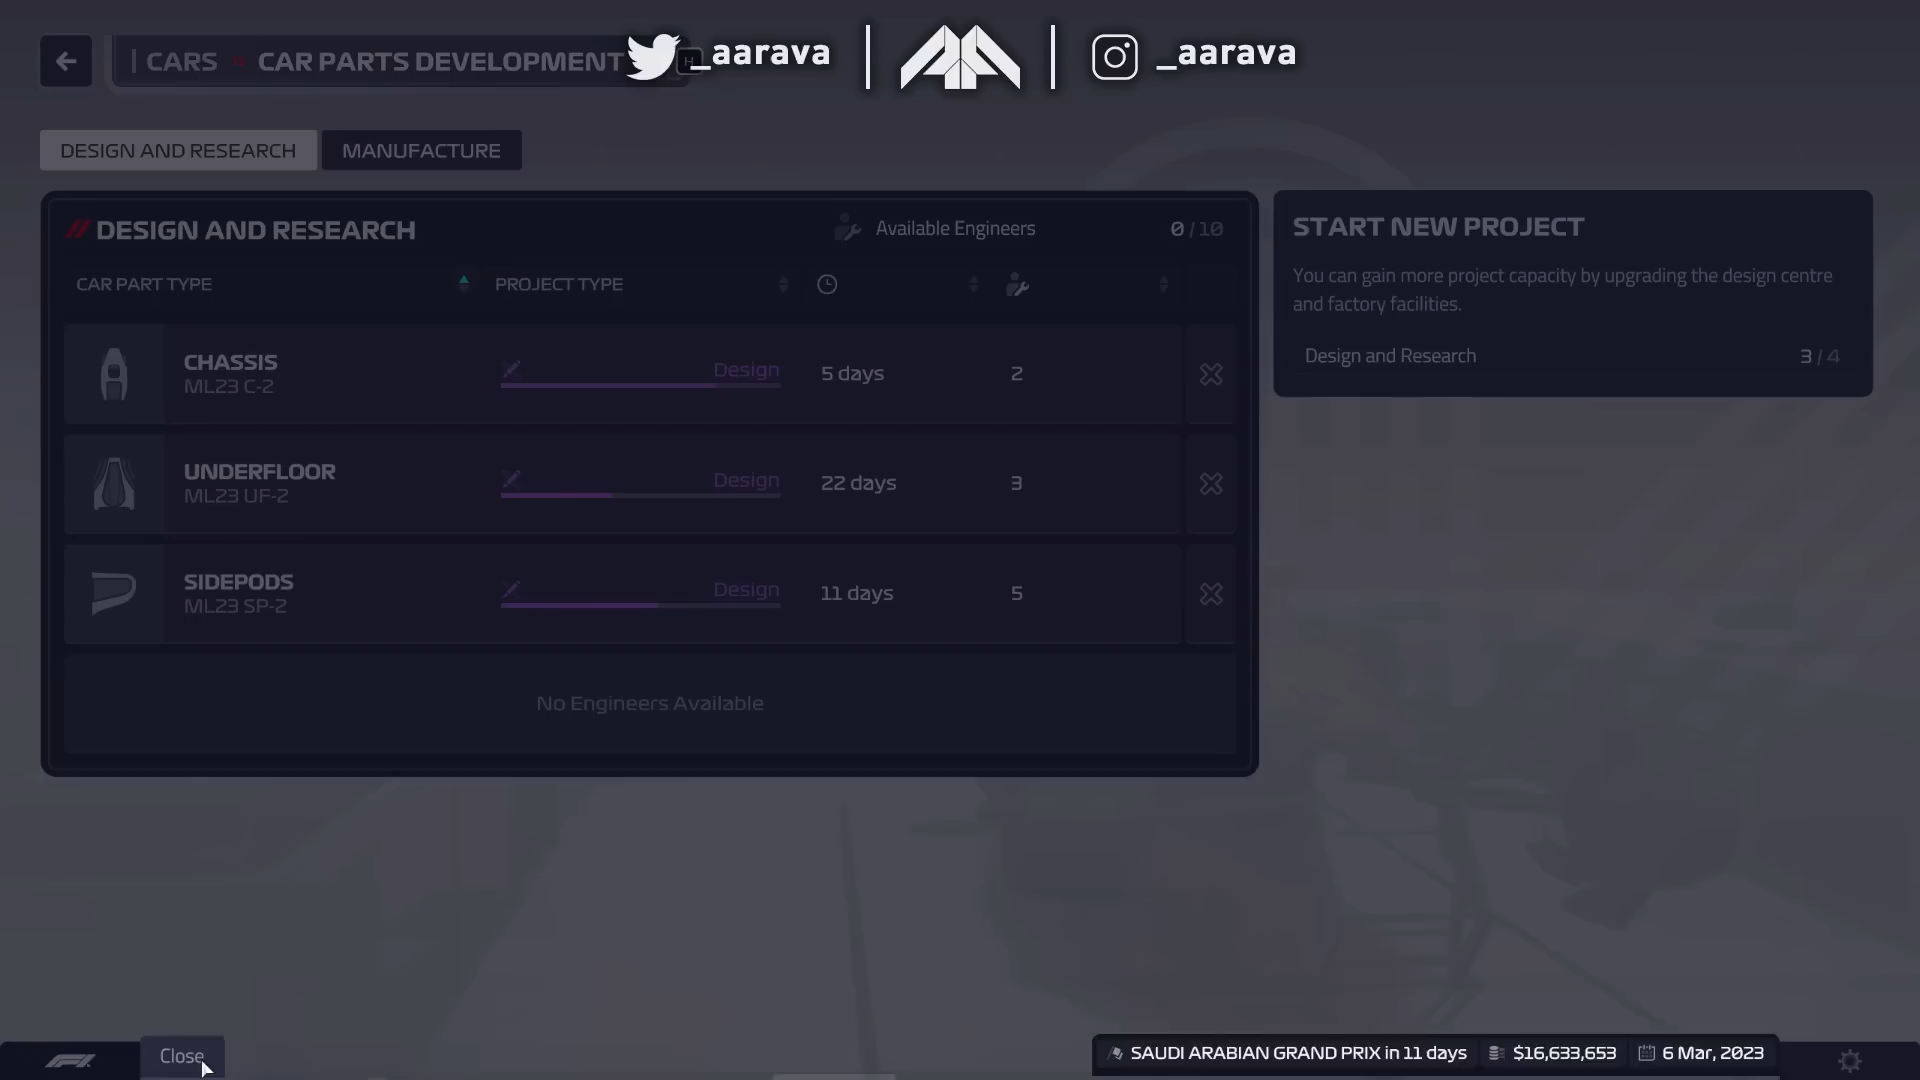 CARS CAR PARTS DEVELOPMENT H
_aarava
_aarava
DESIGN AND RESEARCH MANUFACTURE
DESIGN AND RESEARCH Available Engineers 0 / 10
CAR PART TYPE PROJECT TYPE
CHASSIS
ML23 C-2
Design 5 days 2
UNDERFLOOR
ML23 UF-2
Design 22 days 3
SIDEPODS
ML23 SP-2
Design 11 days 5
No Engineers Available
START NEW PROJECT
You can gain more project capacity by upgrading the design centre
and factory facilities.
Design and Research 3 / 4
F1 Close
SAUDI ARABIAN GRAND PRIX in 11 days $16,633,653 6 Mar, 2023